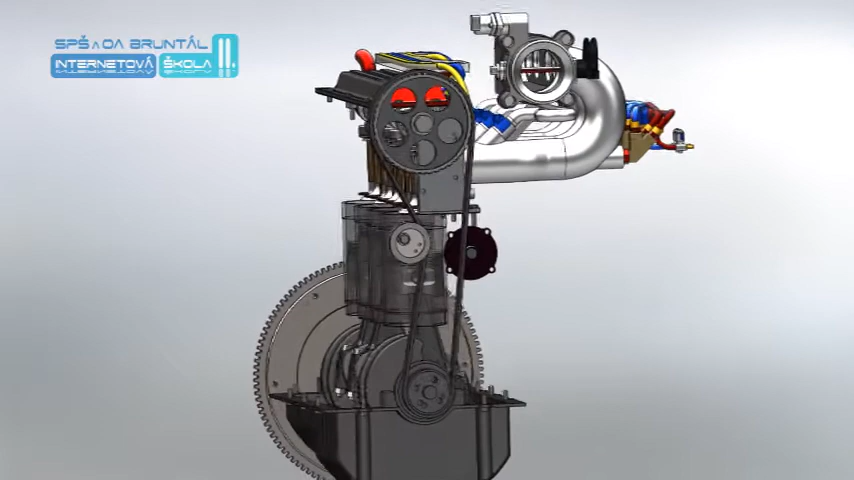 SPŠ A OA BRUNTÁL
INTERNETOVÁ ŠKOLA